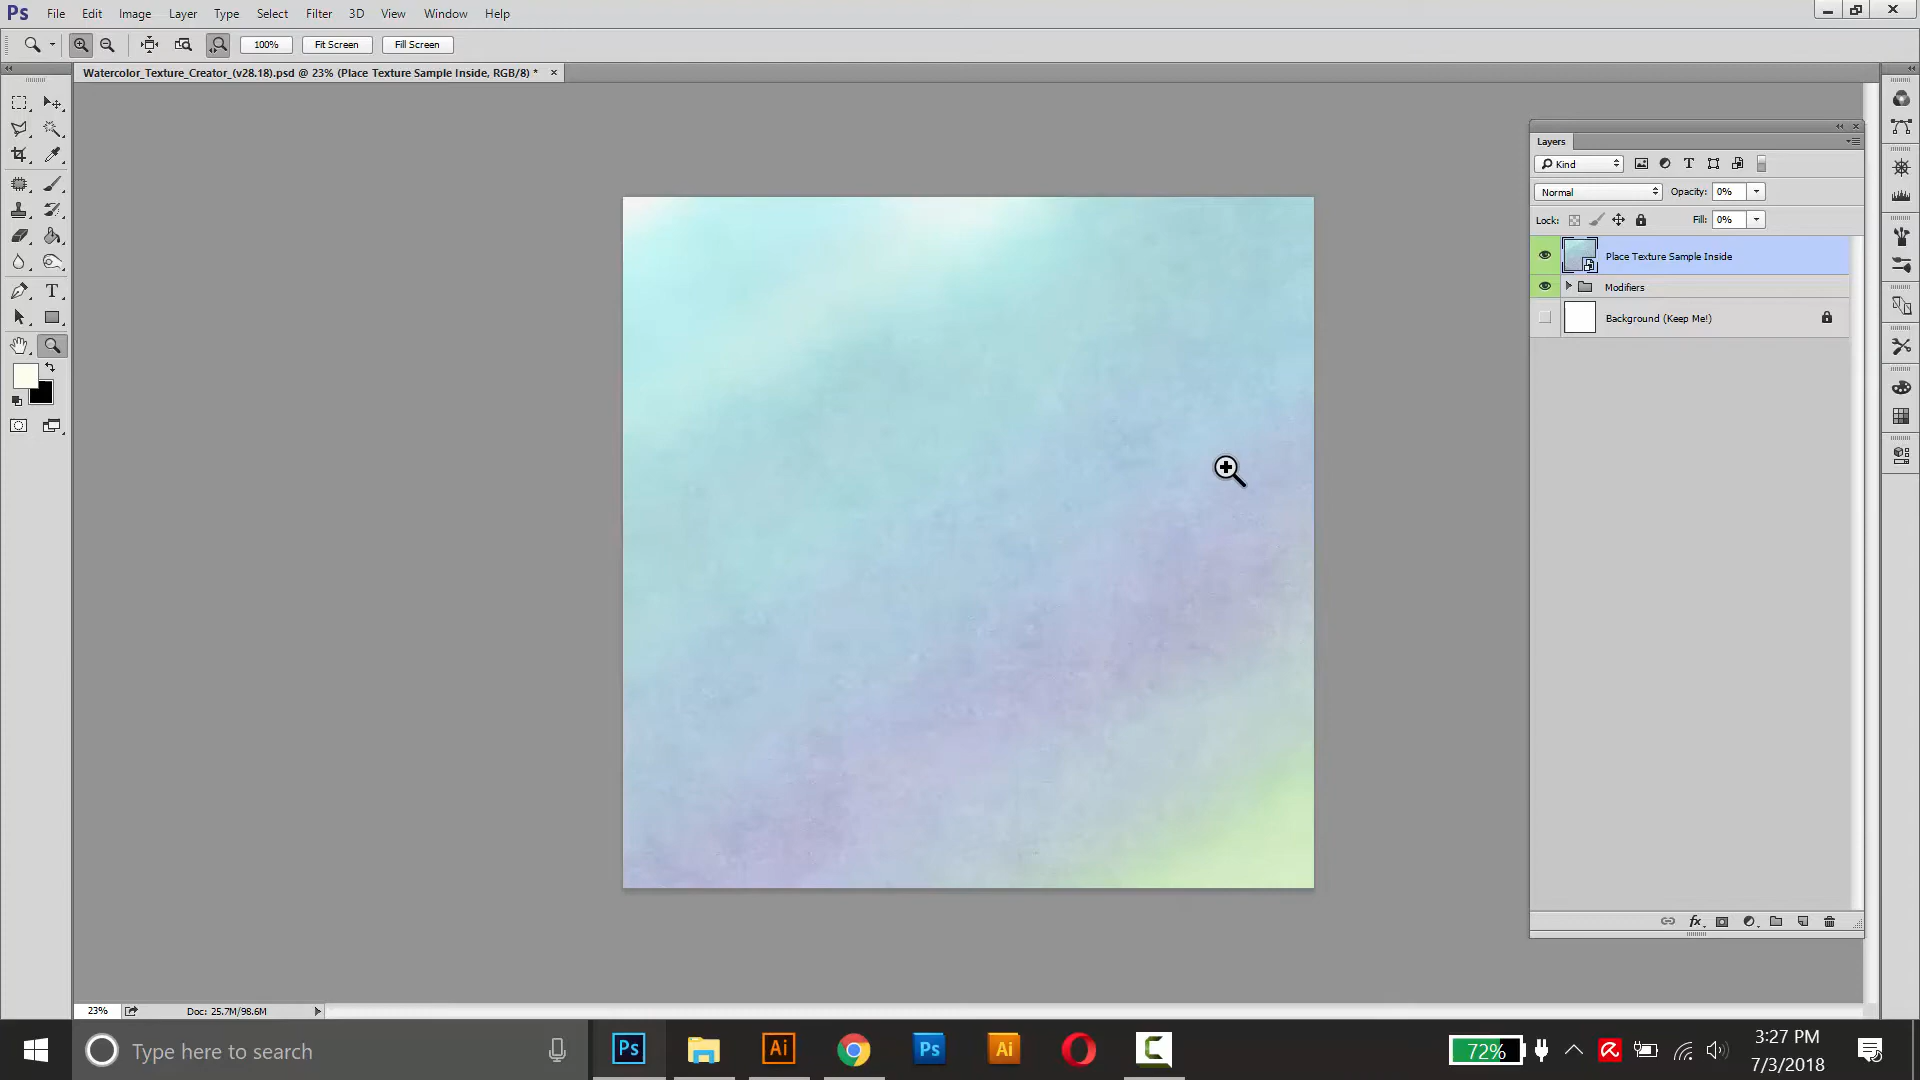 Ps File Edit Image Layer Type Select Filter 3D View Window Help
100% Fit Screen Fill Screen
Watercolor_Texture_Creator_(v28.18).psd @ 23% (Place Texture Sample Inside, RGB/8) *
Layers
Kind
Normal Opacity: 0%
Lock: Fill: 0%
Place Texture Sample Inside
Modifiers
Background (Keep Me!)
fx
23% Doc: 25.7M/98.6M
Type here to search
Ps Ai Ps Ai
72%
3:27 PM
7/3/2018